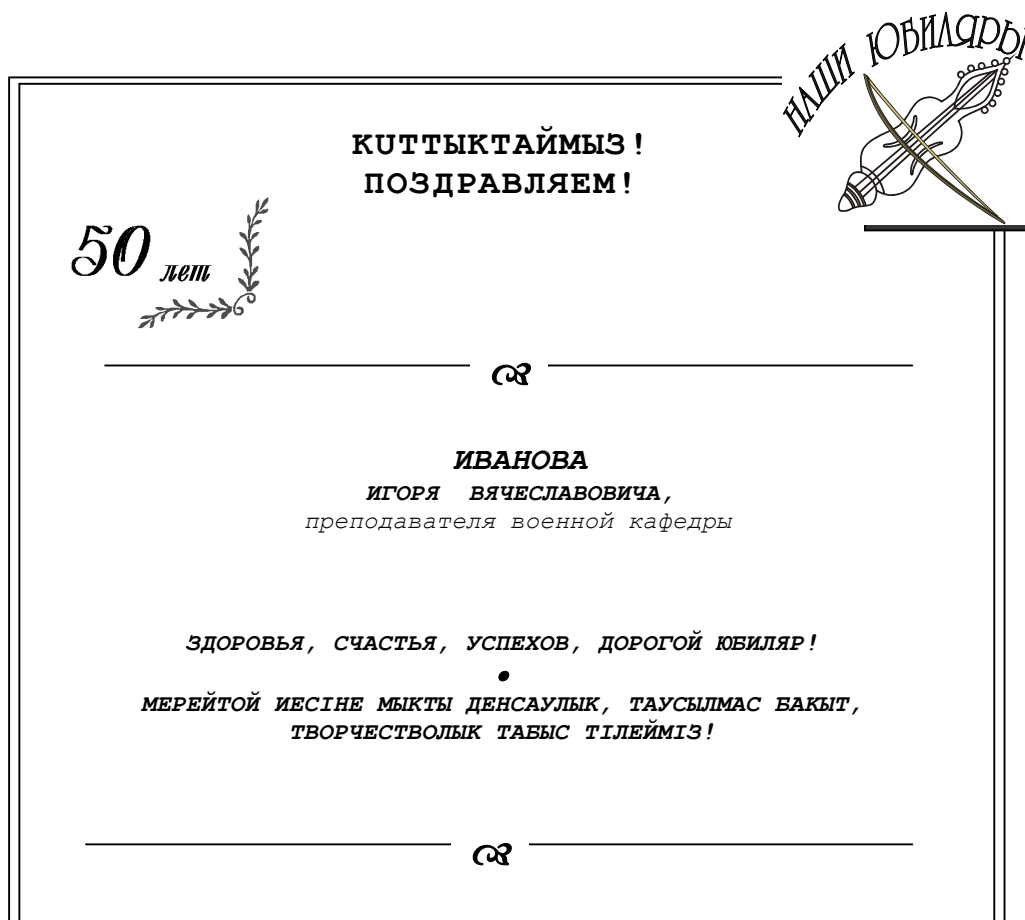 НАШИ ЮБИЛЯРЫ
КUТТЫКТАЙМЫЗ!
ПОЗДРАВЛЯЕМ!
50 лет
ИВАНОВА
ИГОРЯ ВЯЧЕСЛАВОВИЧА,
преподавателя военной кафедры
ЗДОРОВЬЯ, СЧАСТЬЯ, УСПЕХОВ, ДОРОГОЙ ЮБИЛЯР!
•
МЕРЕЙТОЙ ИЕСІНЕ МЫКТЫ ДЕНСАУЛЫК, ТАУСЫЛМАС БАКЫТ,
ТВОРЧЕСТВОЛЫК ТАБЫС ТІЛЕЙМІЗ!